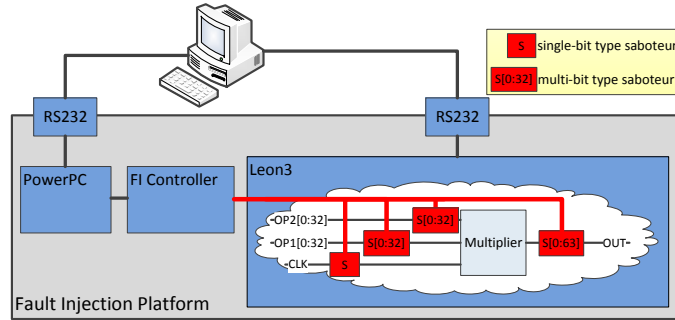 S single-bit type saboteur
S[0:32] multi-bit type saboteur
RS232
RS232
PowerPC
FI Controller
Leon3
OP2[0:32]
S[0:32]
OP1[0:32]
S[0:32]
Multiplier
S[0:63]
OUT
CLK
S
Fault Injection Platform